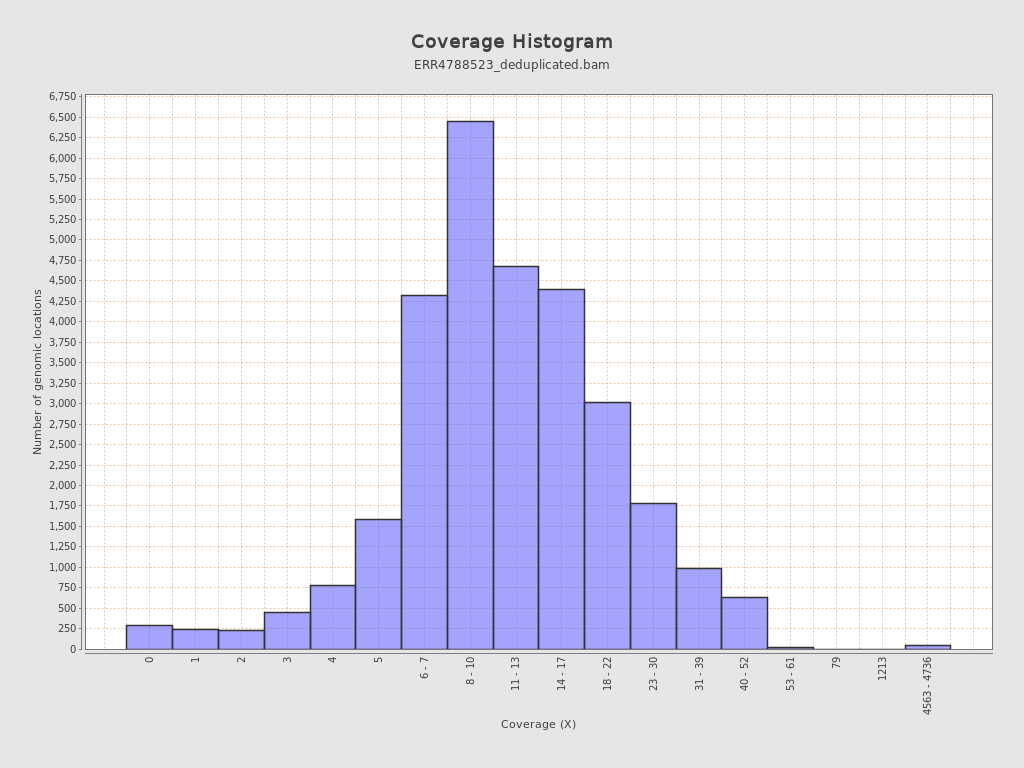 Coverage Histogram
ERR4788523_deduplicated.bam
Number of genomic locations
6,750
6,500
6,250
6,000
5,750
5,500
5,250
5,000
4,750
4,500
4,250
4,000
3,750
3,500
3,250
3,000
2,750
2,500
2,250
2,000
1,750
1,500
1,250
1,000
750
500
250
0
0
1
2
3
4
5
6 - 7
8 - 10
11 - 13
14 - 17
18 - 22
23 - 30
31 - 39
40 - 52
53 - 61
79
1213
4563 - 4736
Coverage (X)